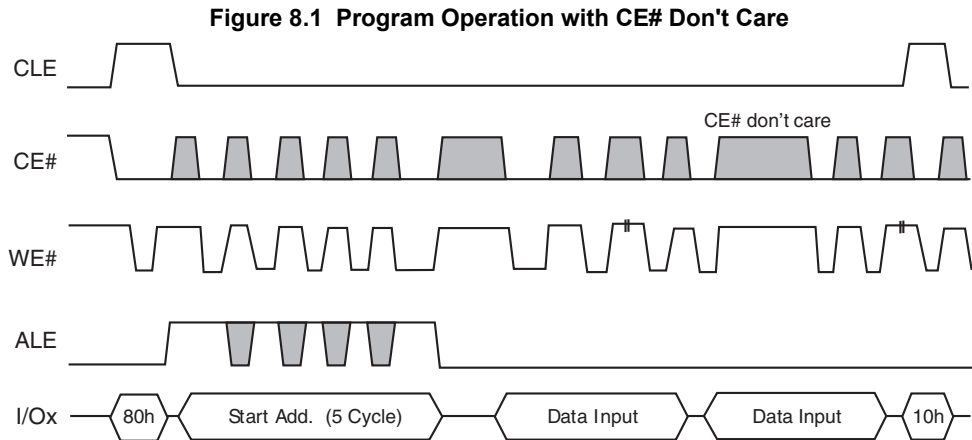 Figure 8.1 Program Operation with CE# Don't Care
CLE
CE# don't care
CE#
WE#
ALE
I/Ox
80h
Start Add. (5 Cycle)
Data Input
Data Input
10h